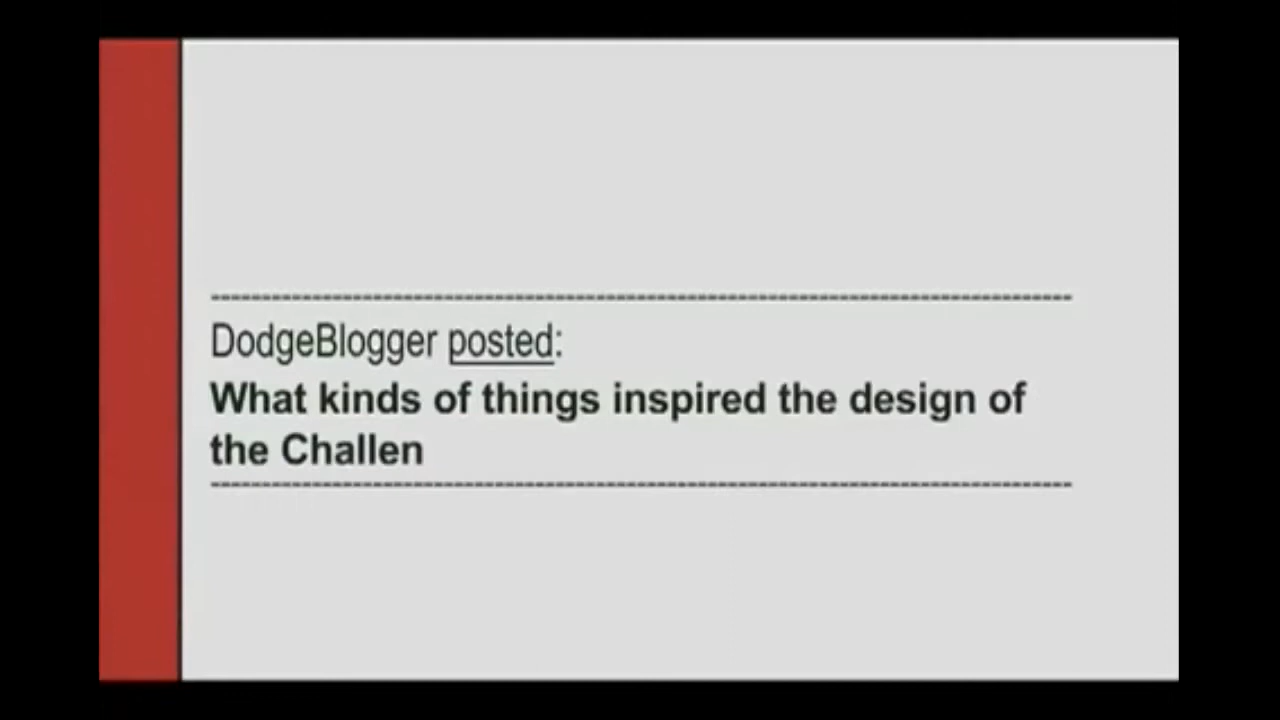 DodgeBlogger posted:
What kinds of things inspired the design of
the Challen